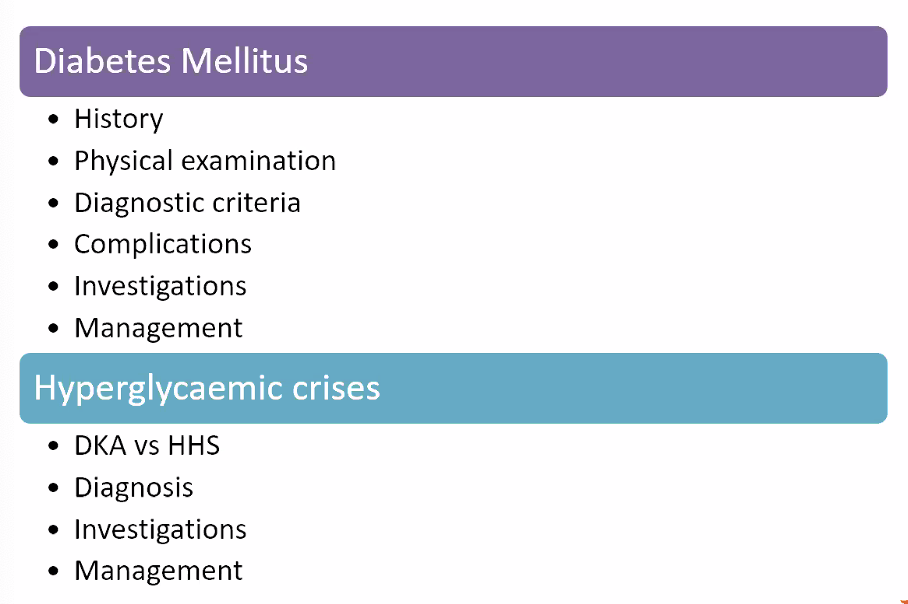 Diabetes Mellitus
• History
• Physical examination
• Diagnostic criteria
• Complications
• Investigations
• Management
Hyperglycaemic crises
• DKA vs HHS
• Diagnosis
• Investigations
• Management